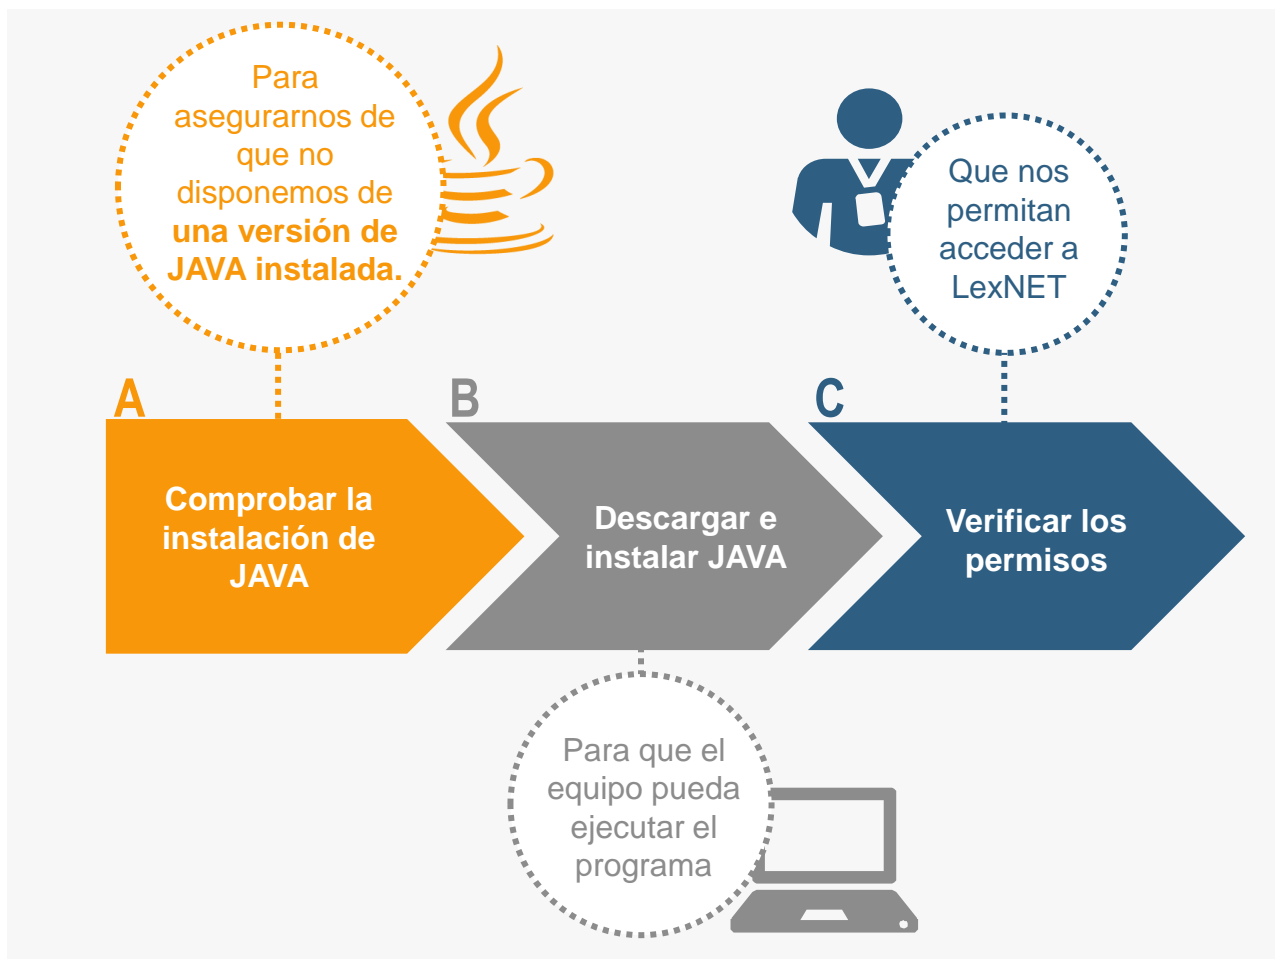 Para
asegurarnos de
que no
disponemos de
una versión de
JAVA instalada.
Que nos
permitan
acceder a
LexNET
A
B
C
Comprobar la
instalación de
JAVA
Descargar e
instalar JAVA
Verificar los
permisos
Para que el
equipo pueda
ejecutar el
programa